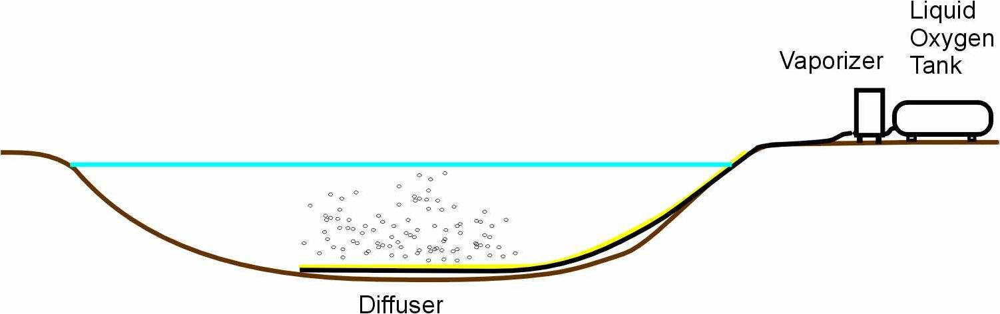 Liquid
Oxygen
Tank
Vaporizer
Diffuser